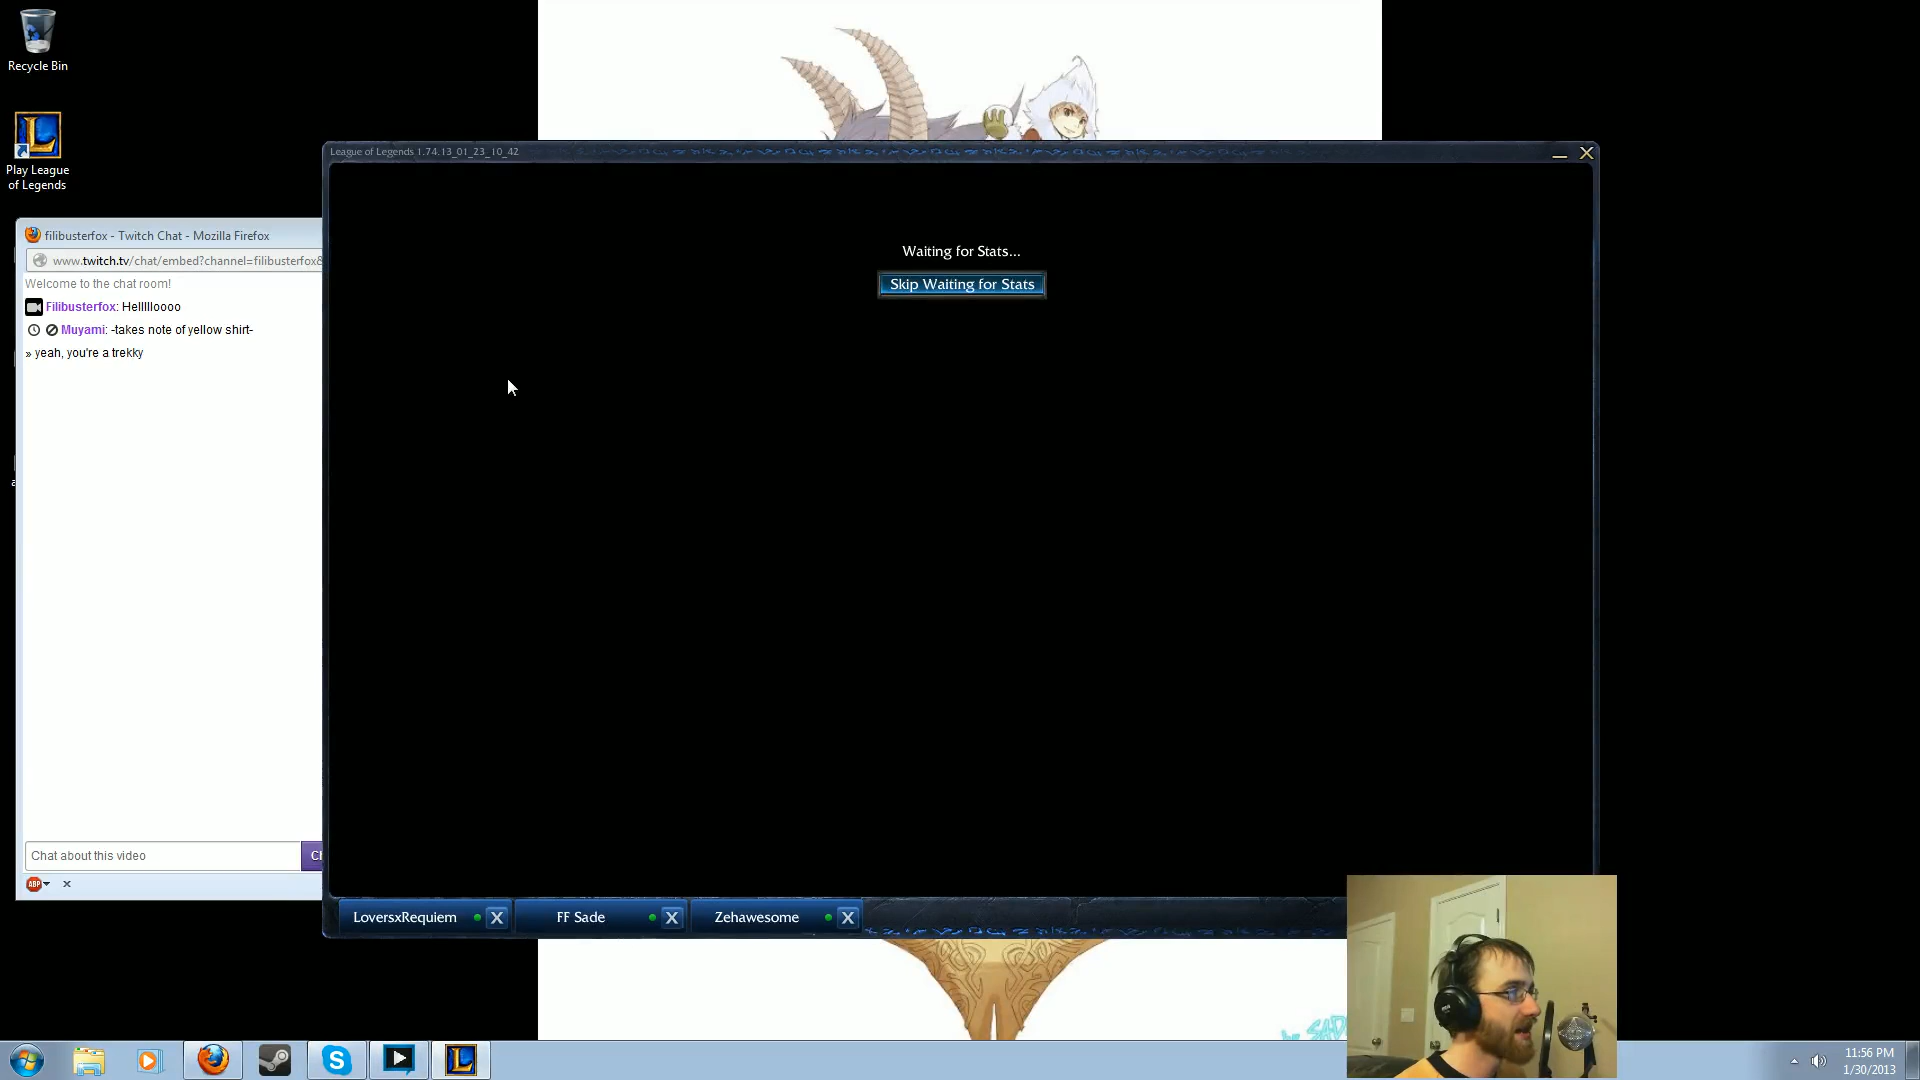 Recycle Bin
Play League
of Legends
League of Legends 1.74.13_01_23_10_42
Waiting for Stats...
Skip Waiting for Stats
filibusterfox - Twitch Chat - Mozilla Firefox
www.twitch.tv/chat/embed?channel=filibusterfox&
Welcome to the chat room!
Filibusterfox: Hellllloooo
Muyami: -takes note of yellow shirt-
» yeah, you're a trekky
Chat about this video
ABP
LoversxRequiem
FF Sade
Zehawesome
11:56 PM
1/30/2013